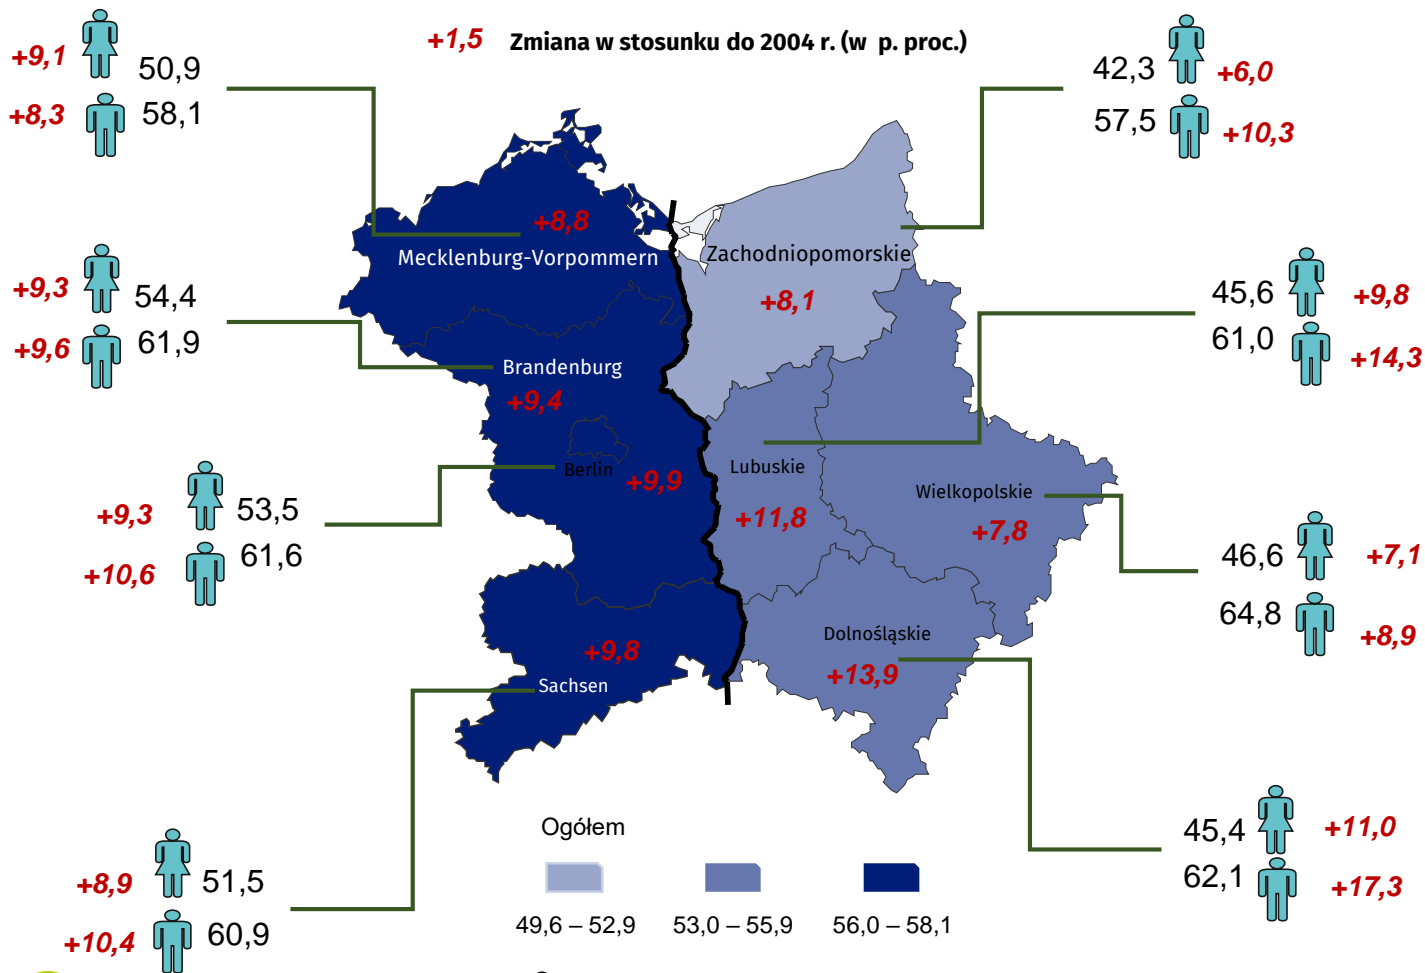 +1,5 Zmiana w stosunku do 2004 r. (w p. proc.)
+9,1 50,9
+8,3 58,1
42,3 +6,0
57,5 +10,3
+8,8
Mecklenburg-Vorpommern
Zachodniopomorskie
+8,1
+9,3 54,4
+9,6 61,9
45,6 +9,8
61,0 +14,3
Brandenburg
+9,4
Berlin
+9,9
Lubuskie
+11,8
Wielkopolskie
+7,8
+9,3 53,5
+10,6 61,6
46,6 +7,1
64,8 +8,9
+9,8
Sachsen
Dolnośląskie
+13,9
+8,9 51,5
+10,4 60,9
45,4 +11,0
62,1 +17,3
Ogółem
49,6 – 52,9 53,0 – 55,9 56,0 – 58,1